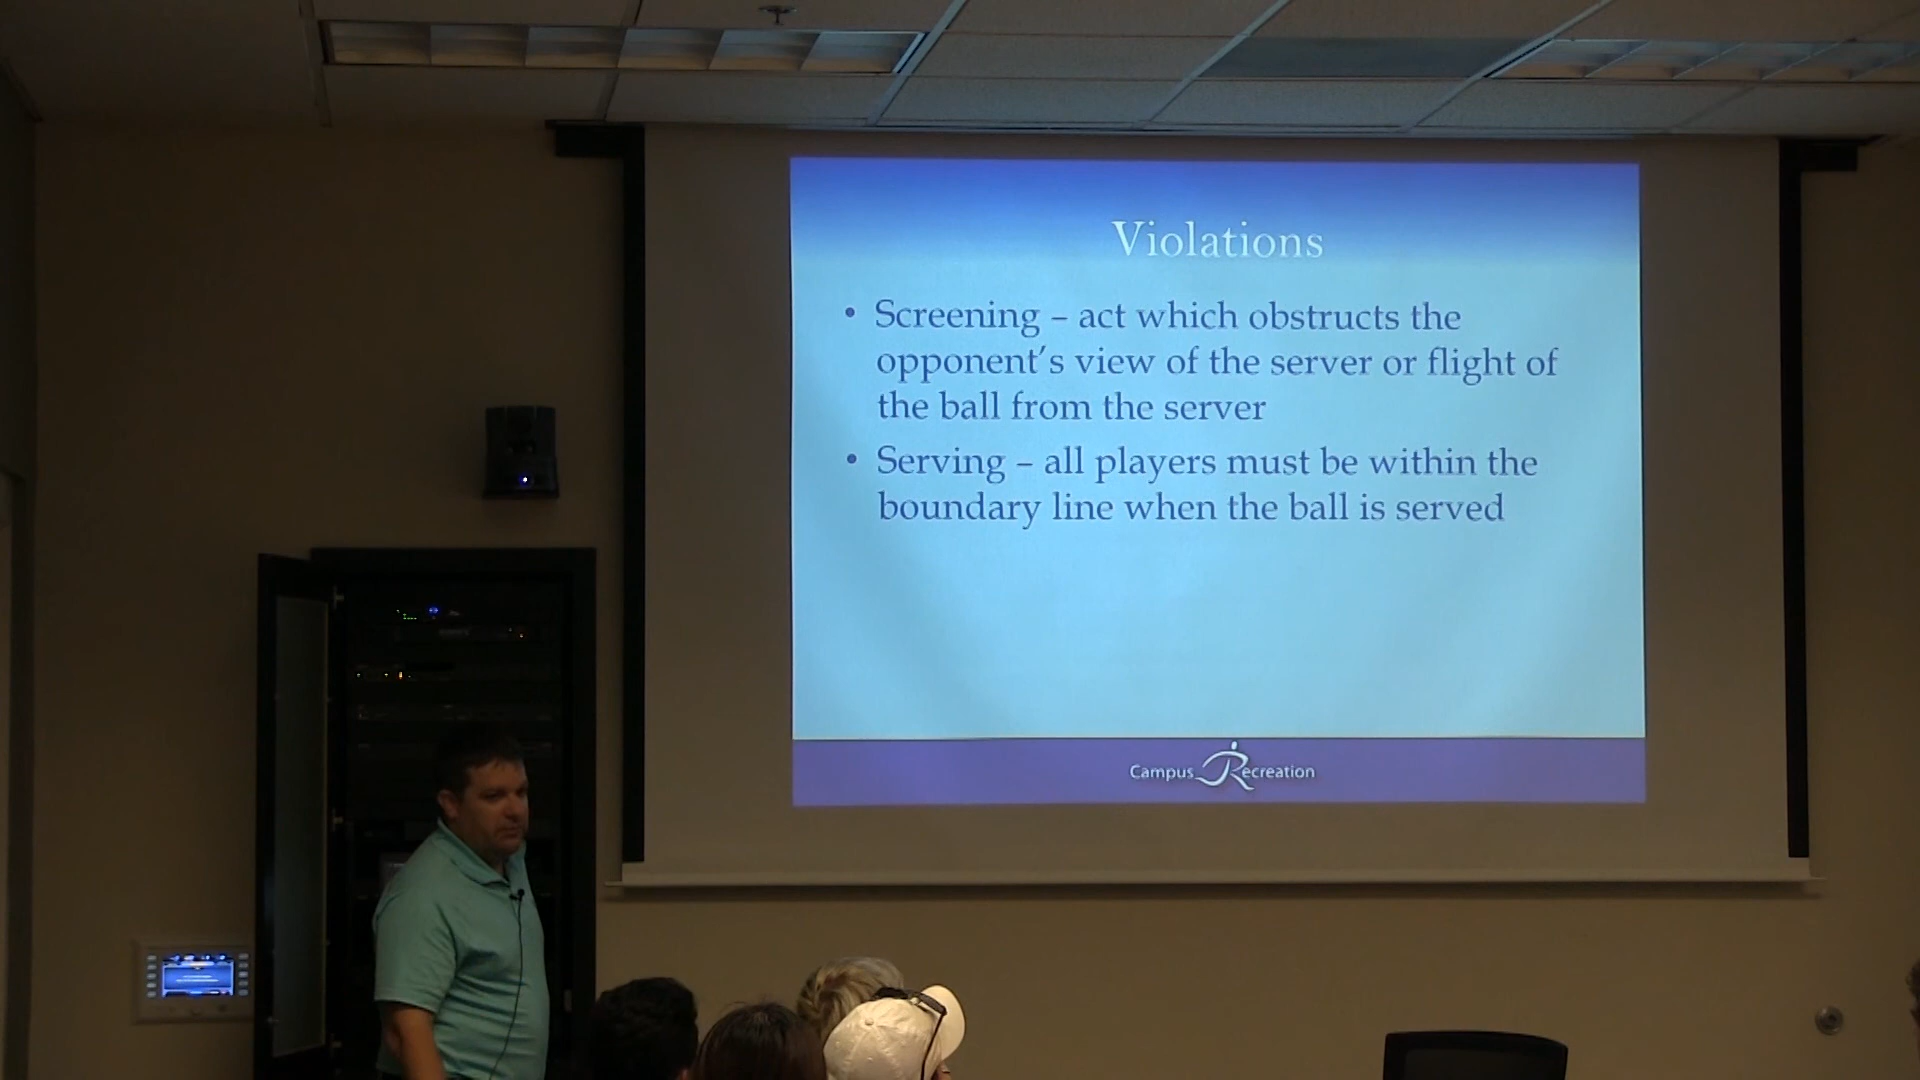 Violations
• Screening – act which obstructs the
opponent's view of the server or flight of
the ball from the server
• Serving – all players must be within the
boundary line when the ball is served
Campus Recreation